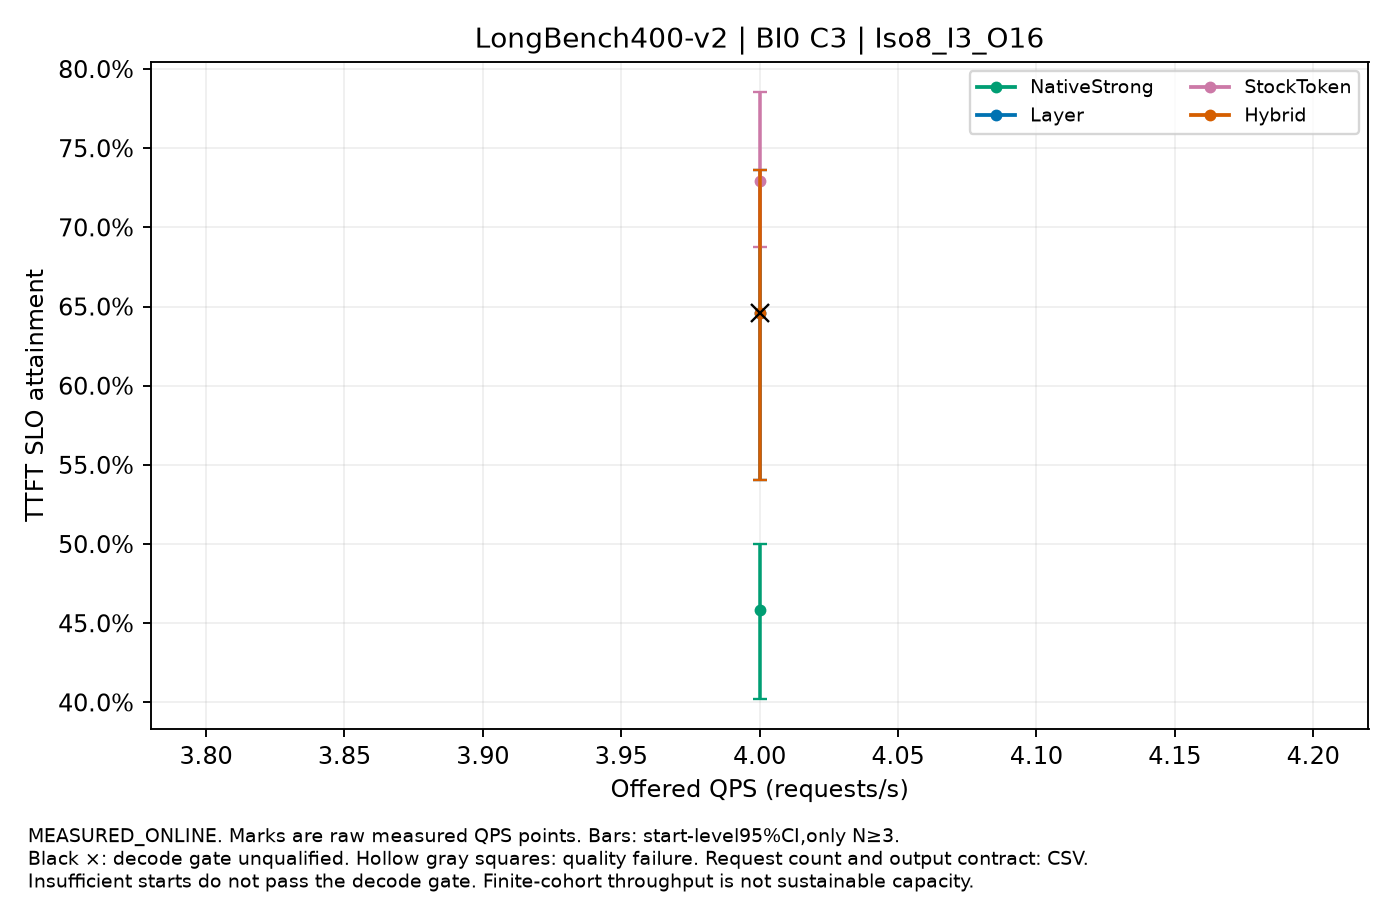 LongBench400-v2 | BI0 C3 | Iso8_I3_O16
NativeStrong
Layer
StockToken
Hybrid
TTFT SLO attainment
80.0%
75.0%
70.0%
65.0%
60.0%
55.0%
50.0%
45.0%
40.0%
3.80 3.85 3.90 3.95 4.00 4.05 4.10 4.15 4.20
Offered QPS (requests/s)
MEASURED_ONLINE. Marks are raw measured QPS points. Bars: start-level95%CI,only N≥3.
Black ×: decode gate unqualified. Hollow gray squares: quality failure. Request count and output contract: CSV.
Insufficient starts do not pass the decode gate. Finite-cohort throughput is not sustainable capacity.